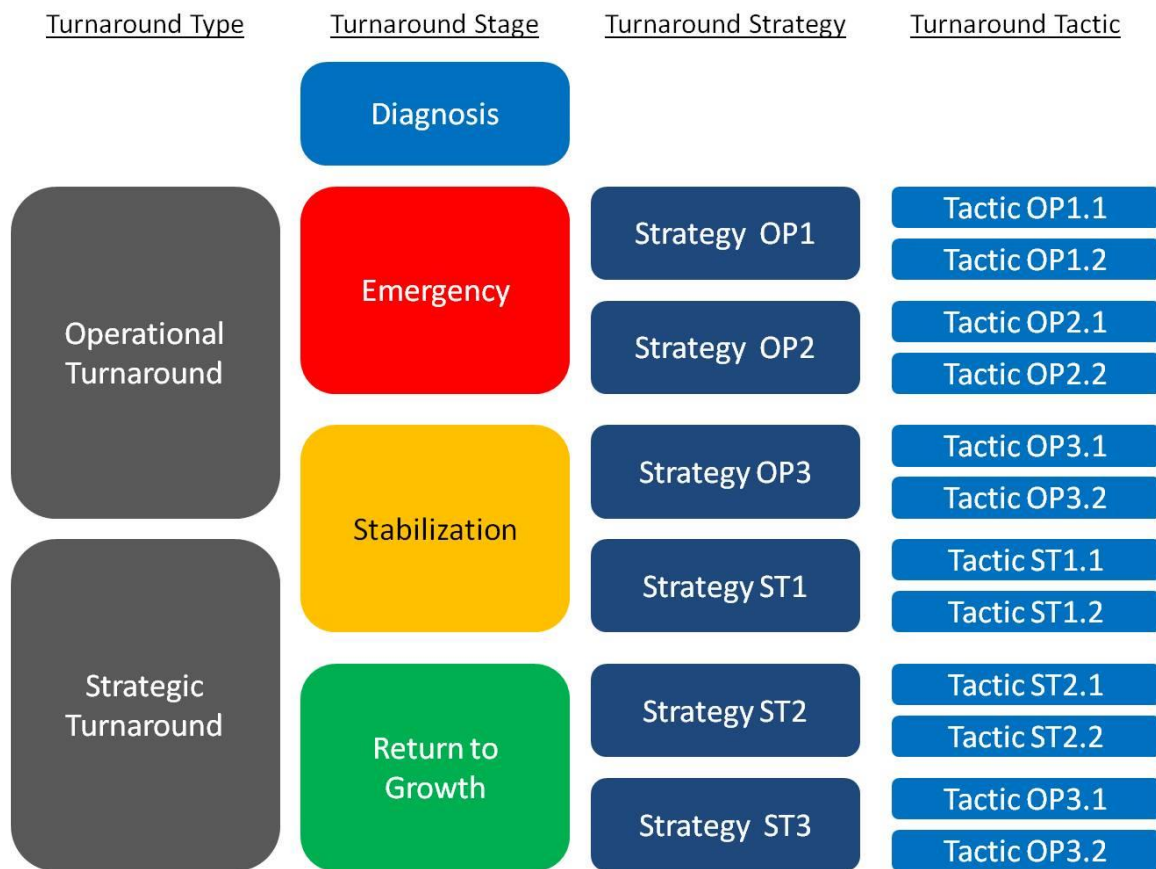 Turnaround Type
Turnaround Stage
Turnaround Strategy
Turnaround Tactic
Diagnosis
Operational
Turnaround
Strategic
Turnaround
Emergency
Stabilization
Return to
Growth
Strategy OP1
Strategy OP2
Strategy OP3
Strategy ST1
Strategy ST2
Strategy ST3
Tactic OP1.1
Tactic OP1.2
Tactic OP2.1
Tactic OP2.2
Tactic OP3.1
Tactic OP3.2
Tactic ST1.1
Tactic ST1.2
Tactic ST2.1
Tactic ST2.2
Tactic OP3.1
Tactic OP3.2